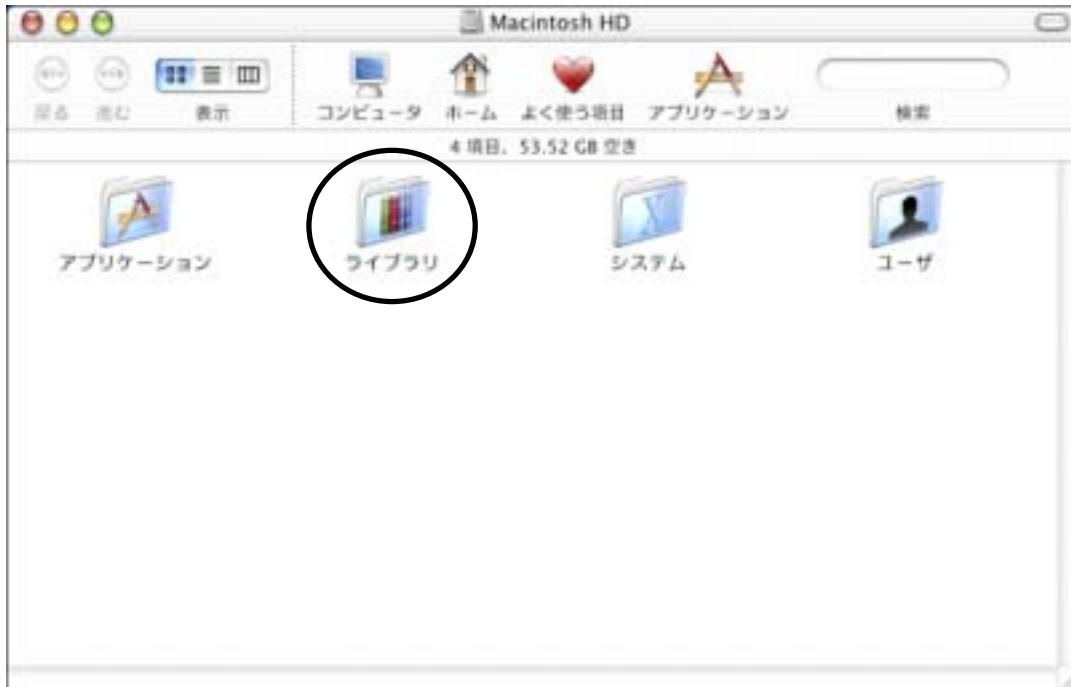 Macintosh HD
戻る 進む 表示 コンピュータ ホーム よく使う項目 アプリケーション 検索
4 項目、53.52 GB 空き
アプリケーション ライブラリ システム ユーザ